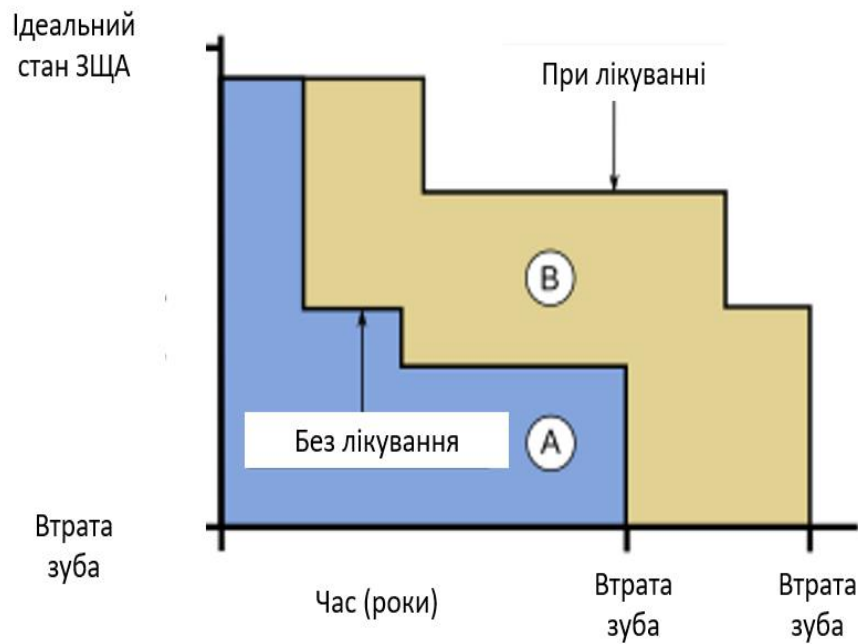 Ідеальний
стан ЗЩА
При лікуванні
B
Без лікування
A
Втрата
зуба
Час (роки)
Втрата
зуба
Втрата
зуба